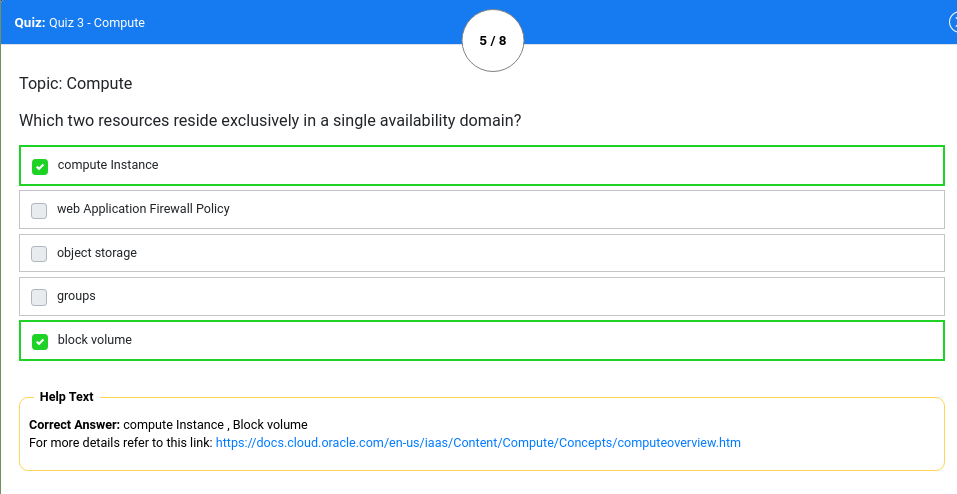 Quiz: Quiz 3 - Compute
5 / 8
Topic: Compute
Which two resources reside exclusively in a single availability domain?
compute Instance
web Application Firewall Policy
object storage
groups
block volume
Help Text
Correct Answer: compute Instance , Block volume
For more details refer to this link: https://docs.cloud.oracle.com/en-us/iaas/Content/Compute/Concepts/computeoverview.htm